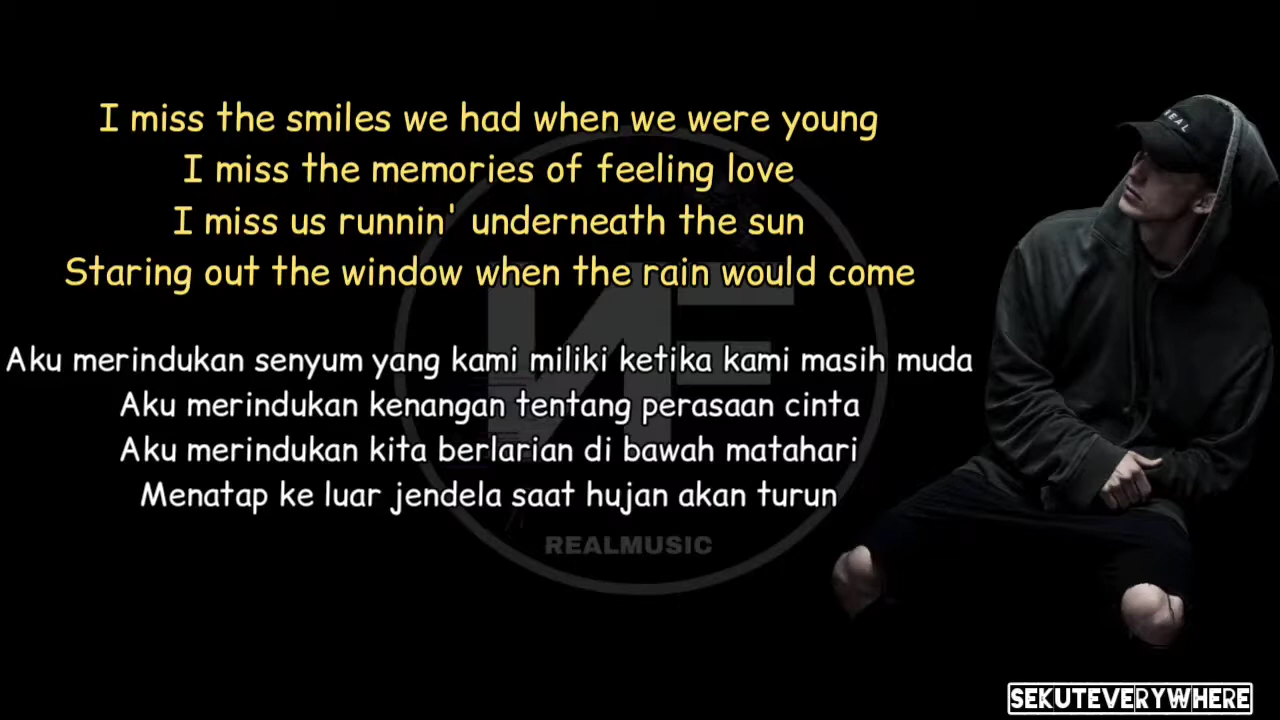 I miss the smiles we had when we were young
I miss the memories of feeling love
I miss us runnin' underneath the sun
Staring out the window when the rain would come
Aku merindukan senyum yang kami miliki ketika kami masih muda
Aku merindukan kenangan tentang perasaan cinta
Aku merindukan kita berlarian di bawah matahari
Menatap ke luar jendela saat hujan akan turun
NF
REALMUSIC
REAL
SEKUTEVERYWHERE